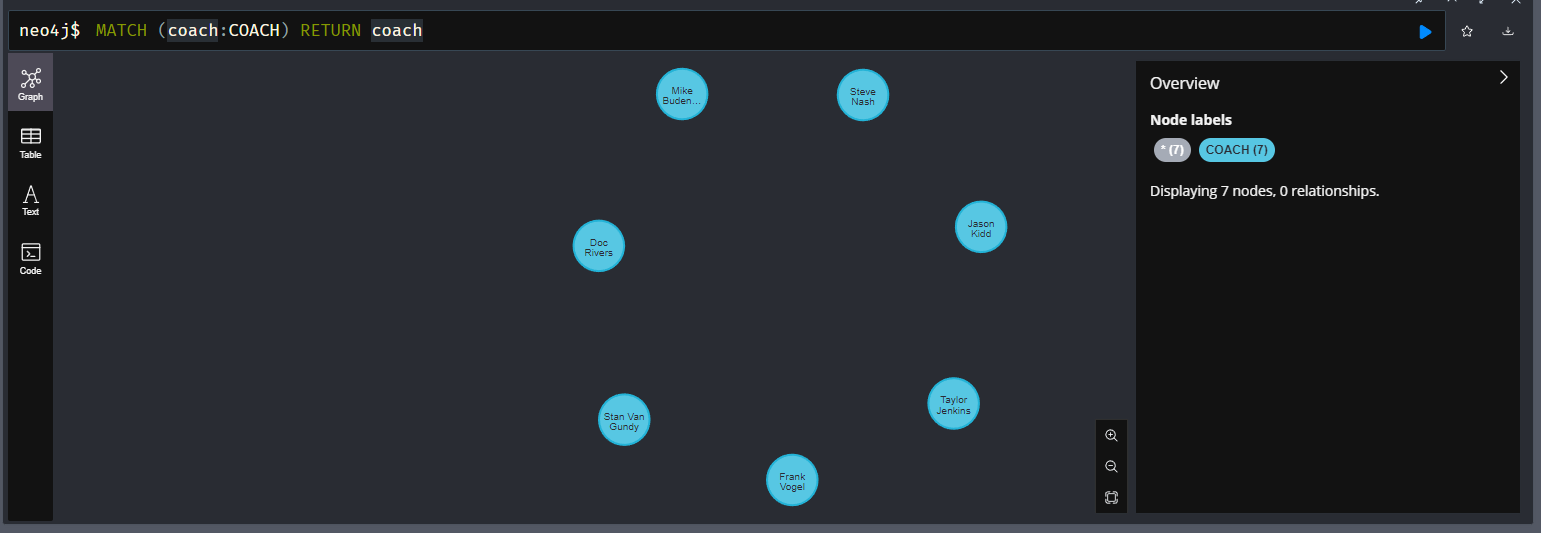 neo4j$ MATCH (coach:COACH) RETURN coach
Graph
Table
Text
Code
Mike
Buden...
Steve
Nash
Doc
Rivers
Jason
Kidd
Stan Van
Gundy
Taylor
Jenkins
Frank
Vogel
Overview
Node labels
* (7) COACH (7)
Displaying 7 nodes, 0 relationships.